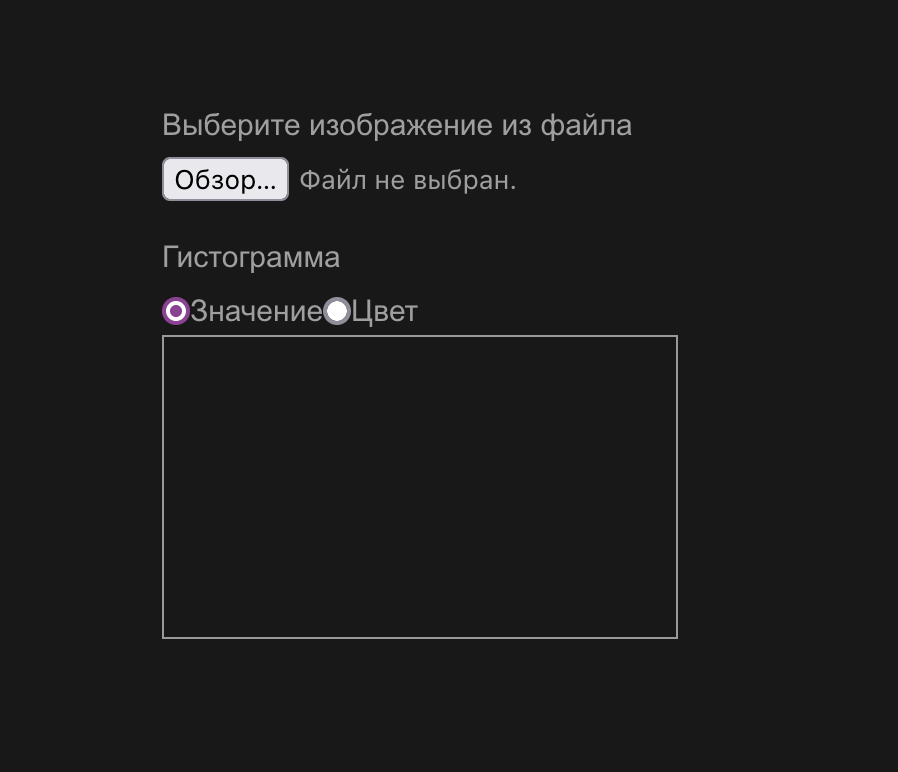 Выберите изображение из файла
Обзор... Файл не выбран.
Гистограмма
Значение Цвет